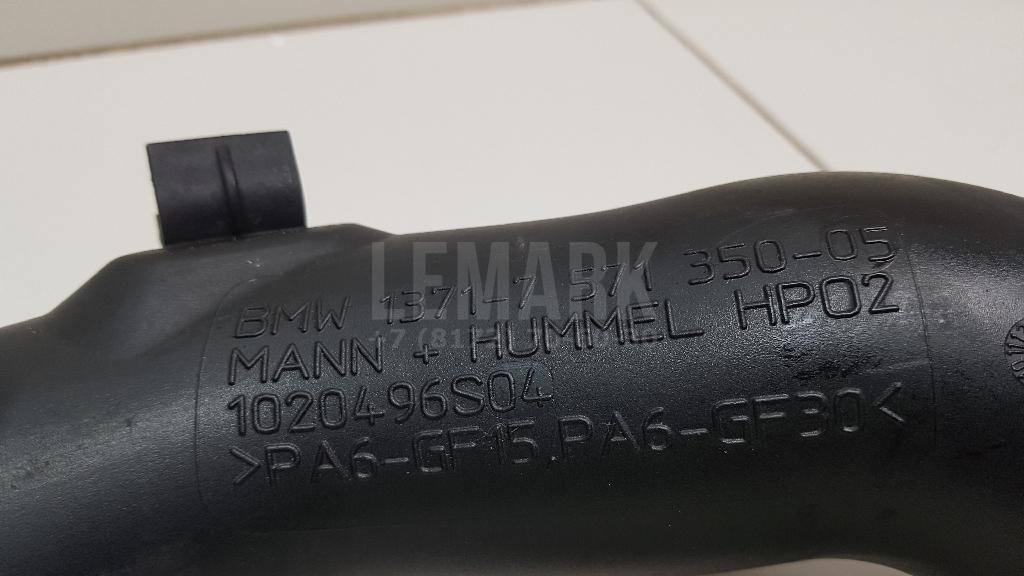 LEMARK
BMW 1371-7 571 350-05
MANN + HUMMEL HP02
1020496S04
>PA6-GF15,PA6-GF30<